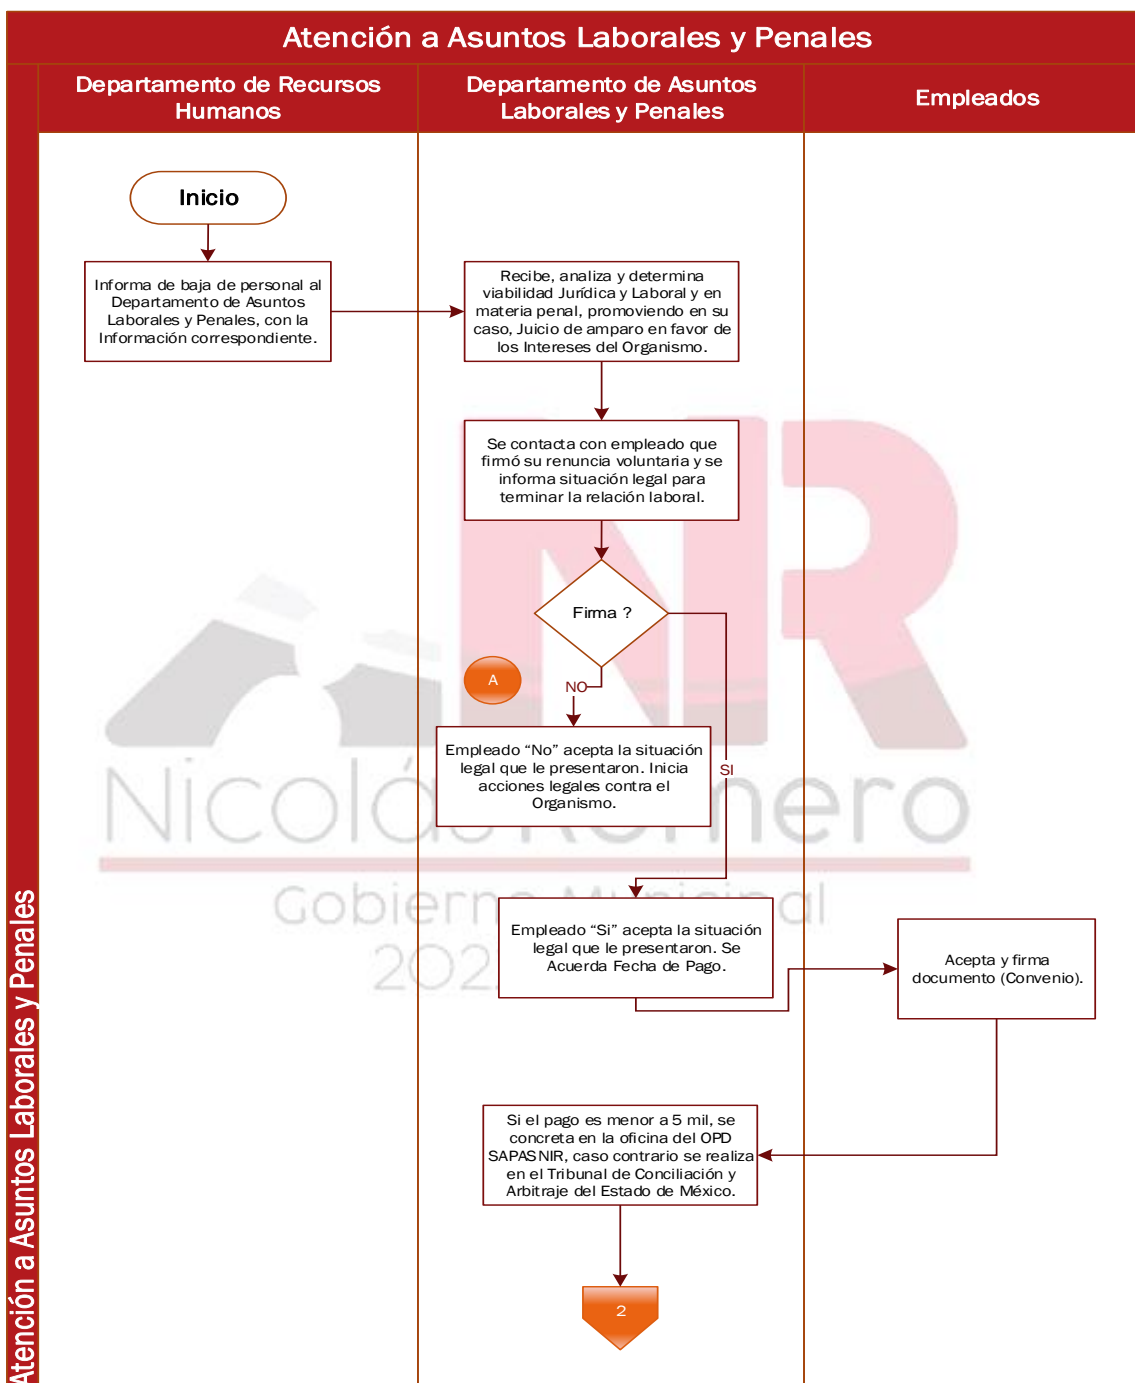 Atención a Asuntos Laborales y Penales
Departamento de Recursos
Humanos
Departamento de Asuntos
Laborales y Penales
Empleados
Atención a Asuntos Laborales y Penales
Inicio
Informa de baja de personal al
Departamento de Asuntos
Laborales y Penales, con la
Información correspondiente.
Recibe, analiza y determina
viabilidad Jurídica y Laboral y en
materia penal, promoviendo en su
caso, Juicio de amparo en favor de
los Intereses del Organismo.
Se contacta con empleado que
firmó su renuncia voluntaria y se
informa situación legal para
terminar la relación laboral.
Firma ?
A
NO
SI
Empleado “No” acepta la situación
legal que le presentaron. Inicia
acciones legales contra el
Organismo.
Empleado “Si” acepta la situación
legal que le presentaron. Se
Acuerda Fecha de Pago.
Acepta y firma
documento (Convenio).
Si el pago es menor a 5 mil, se
concreta en la oficina del OPD
SAPASNIR, caso contrario se realiza
en el Tribunal de Conciliación y
Arbitraje del Estado de México.
2
NR
Nicolás Romero
Gobierno Municipal
202